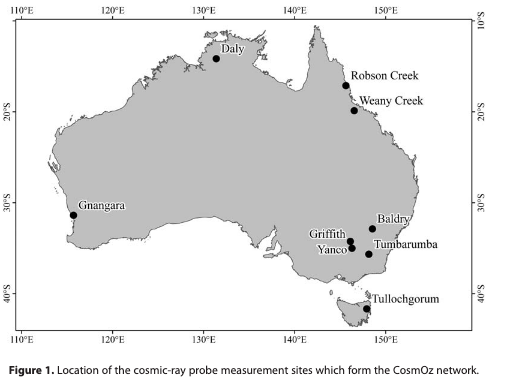 110°E 120°E 130°E 140°E 150°E
10°S
Daly
Robson Creek
Weany Creek
20°S 20°S
Gnangara
30°S 30°S
Baldry
Griffith
Tumbarumba
Yanco
40°S 40°S
Tullochgorum
110°E 120°E 130°E 140°E 150°E
Figure 1. Location of the cosmic-ray probe measurement sites which form the CosmOz network.